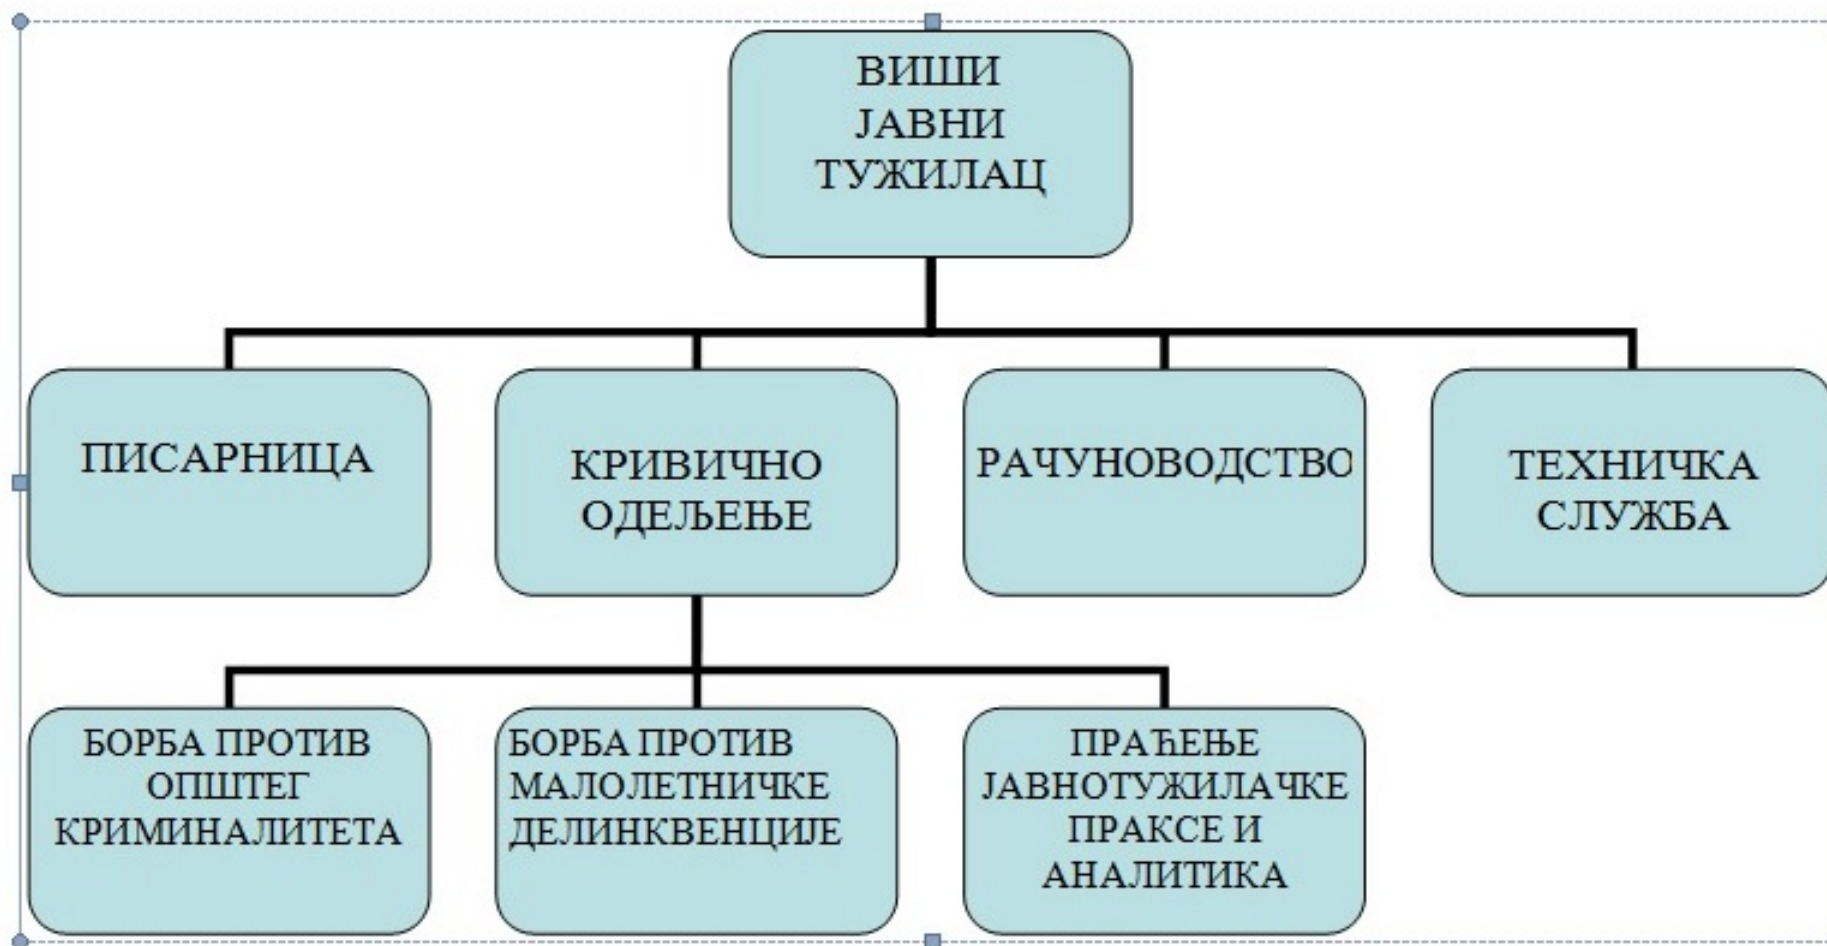 ВИШИ
ЈАВНИ
ТУЖИЛАЦ
ПИСАРНИЦА
КРИВИЧНО
ОДЕЉЕЊЕ
РАЧУНОВОДСТВО
ТЕХНИЧКА
СЛУЖБА
БОРБА ПРОТИВ
ОПШТЕГ
КРИМИНАЛИТЕТА
БОРБА ПРОТИВ
МАЛОЛЕТНИЧКЕ
ДЕЛИНКВЕНЦИЈЕ
ПРАЋЕЊЕ
ЈАВНОТУЖИЛАЧКЕ
ПРАКСЕ И
АНАЛИТИКА